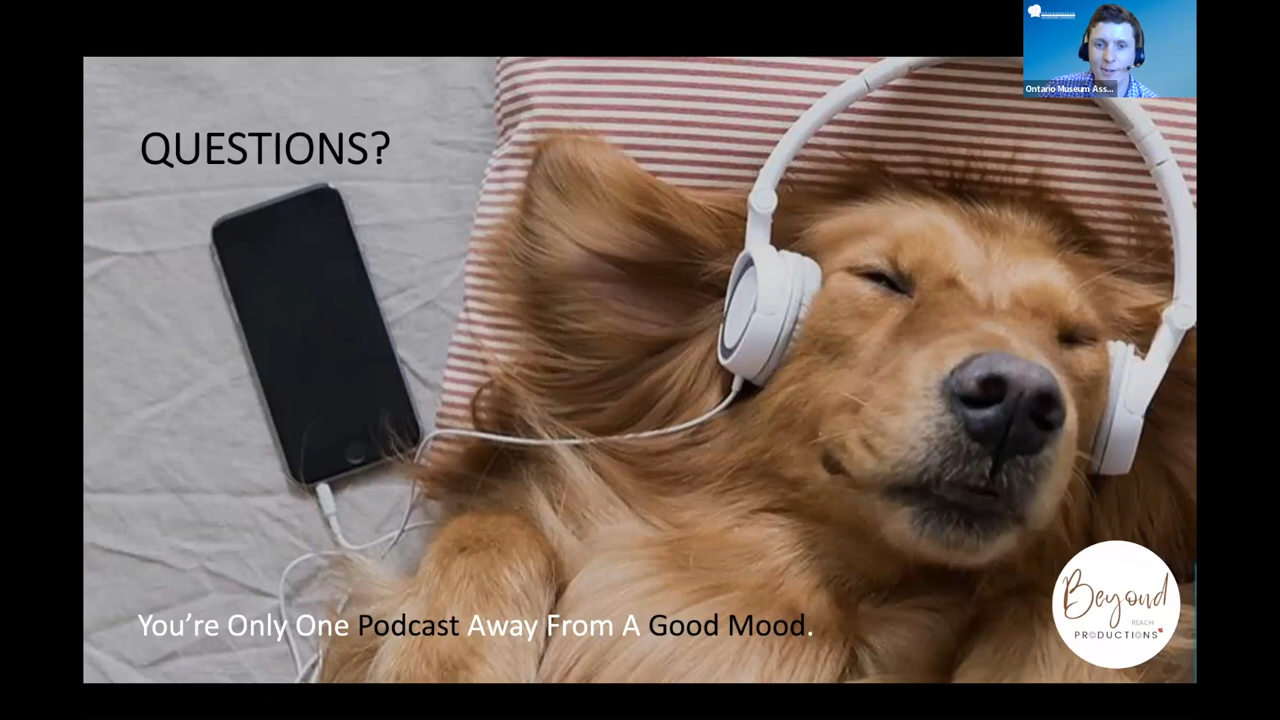 Ontario Museum Ass...
QUESTIONS?
You're Only One Podcast Away From A Good Mood.
Beyond
REACH
PRODUCTIONS